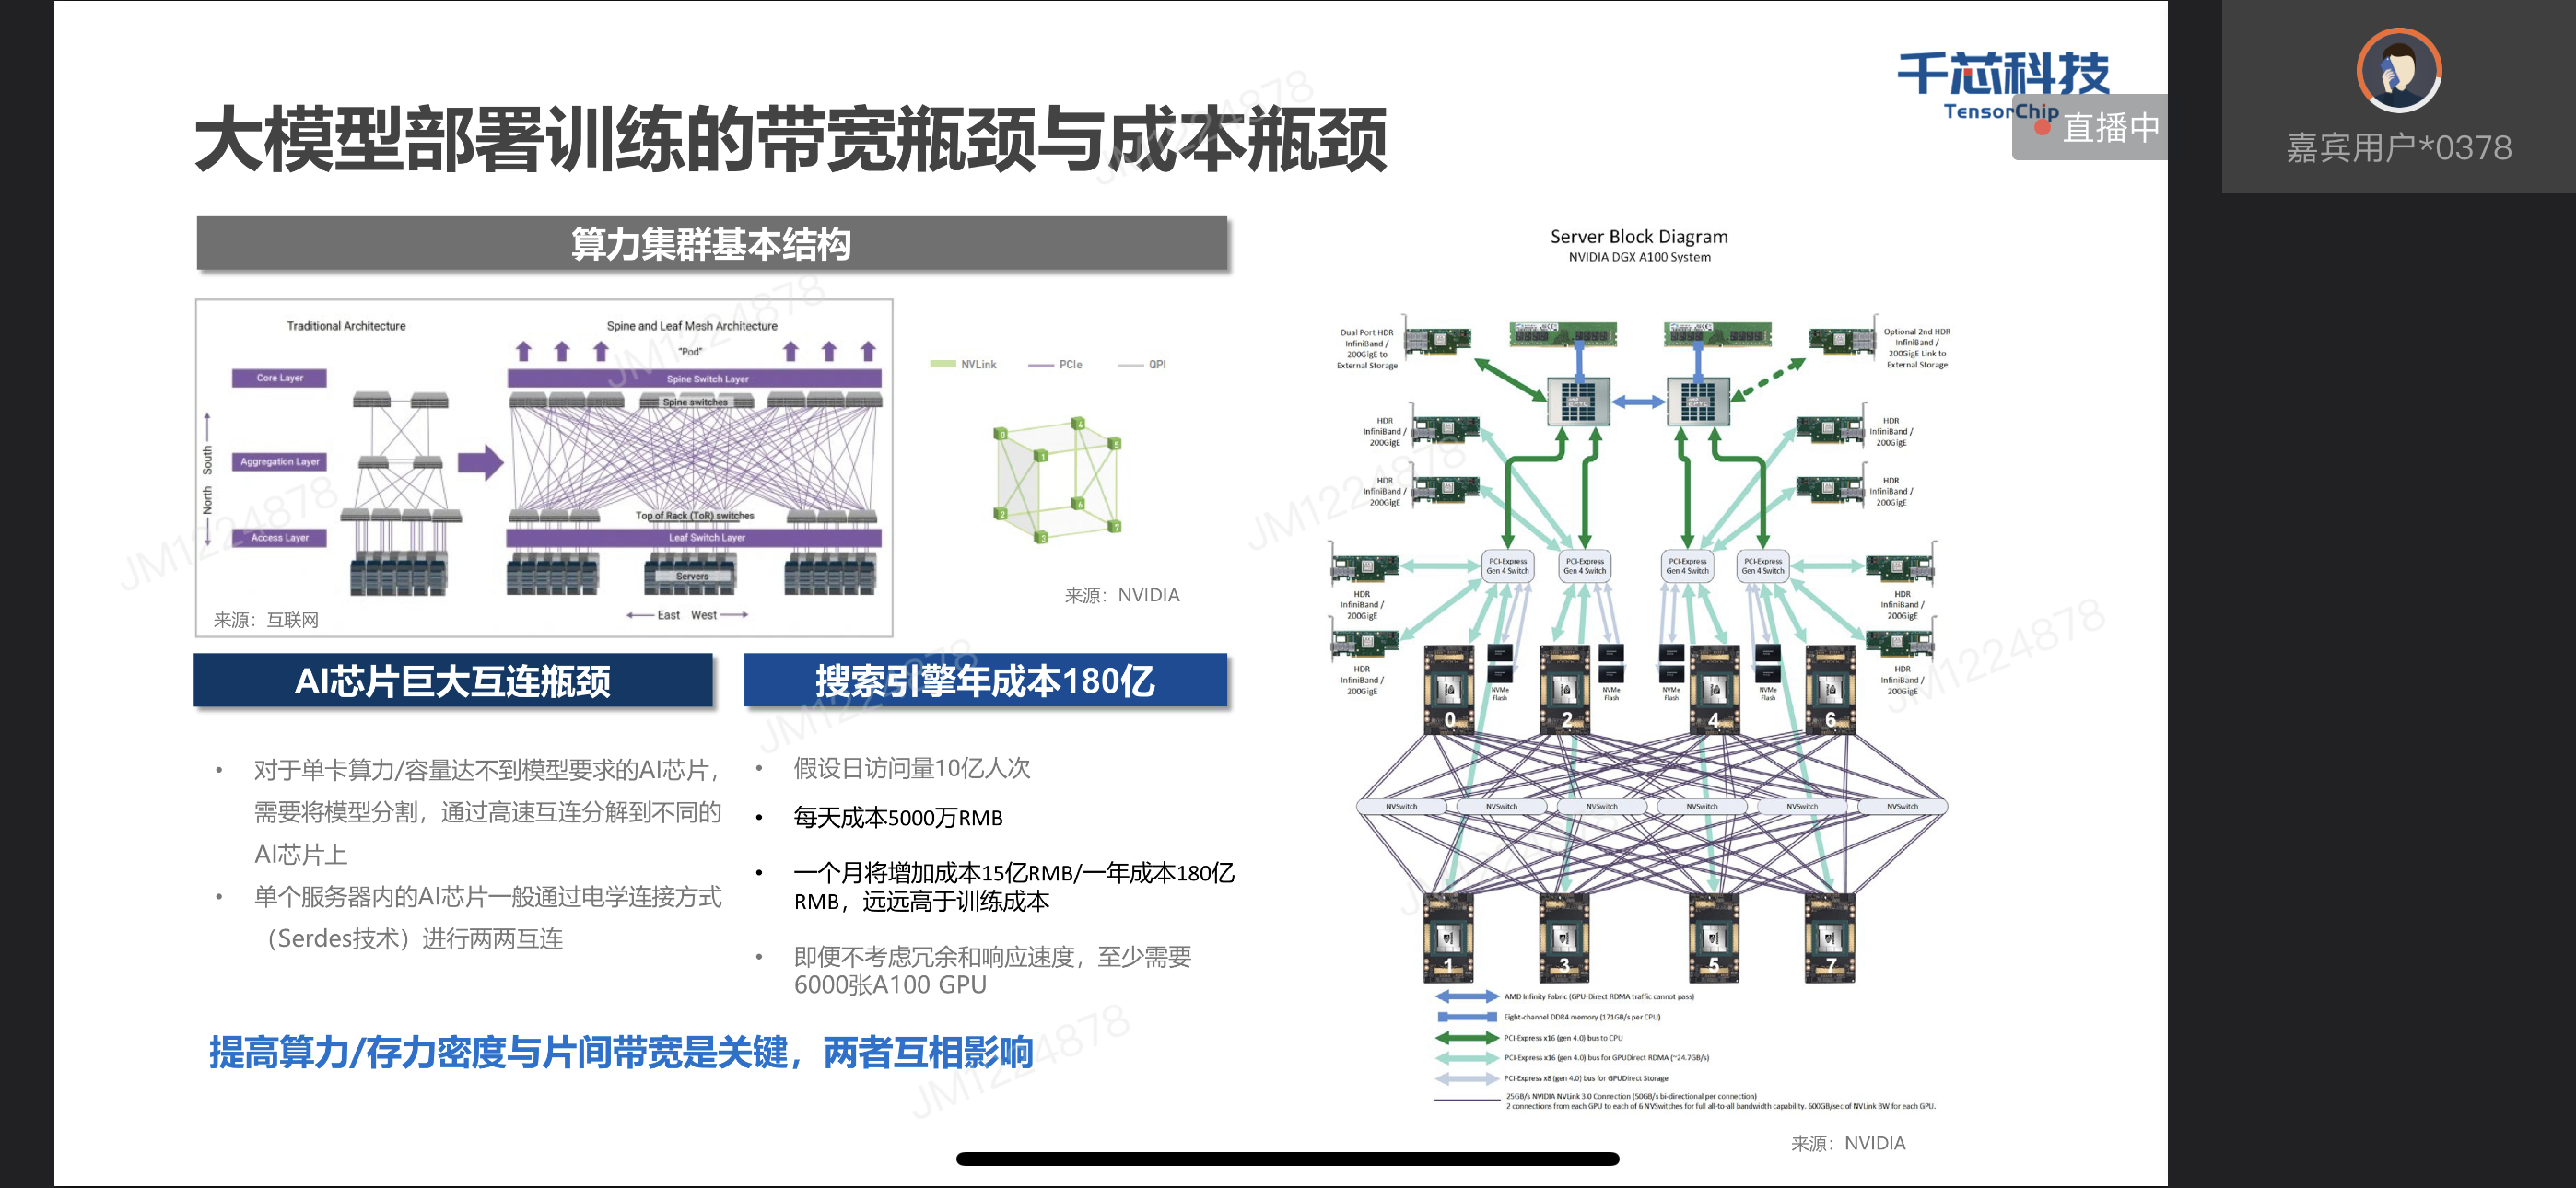 千芯科技
TensorChip
直播中
嘉宾用户*0378
大模型部署训练的带宽瓶颈与成本瓶颈
算力集群基本结构
Traditional Architecture
Spine and Leaf Mesh Architecture
"Pod"
Core Layer
Spine Switch Layer
Spine switches
North
South
Aggregation Layer
Top of Rack (ToR) switches
Access Layer
Leaf Switch Layer
Servers
East West
来源：互联网
NVLink
PCIe
QPI
0
4
5
1
2
6
7
3
来源：NVIDIA
AI芯片巨大互连瓶颈
• 对于单卡算力/容量达不到模型要求的AI芯片，
需要将模型分割，通过高速互连分解到不同的
AI芯片上
• 单个服务器内的AI芯片一般通过电学连接方式
（Serdes技术）进行两两互连
搜索引擎年成本180亿
• 假设日访问量10亿人次
• 每天成本5000万RMB
• 一个月将增加成本15亿RMB/一年成本180亿
RMB，远远高于训练成本
• 即便不考虑冗余和响应速度，至少需要
6000张A100 GPU
提高算力/存力密度与片间带宽是关键，两者互相影响
Server Block Diagram
NVIDIA DGX A100 System
Dual Port HDR
InfiniBand /
200GigE to
External Storage
Optional 2nd HDR
InfiniBand /
200GigE Link to
External Storage
HDR
InfiniBand /
200GigE
HDR
InfiniBand /
200GigE
HDR
InfiniBand /
200GigE
HDR
InfiniBand /
200GigE
PCI-Express
Gen 4 Switch
PCI-Express
Gen 4 Switch
PCI-Express
Gen 4 Switch
PCI-Express
Gen 4 Switch
HDR
InfiniBand /
200GigE
HDR
InfiniBand /
200GigE
HDR
InfiniBand /
200GigE
HDR
InfiniBand /
200GigE
NVMe
Flash
NVMe
Flash
NVMe
Flash
NVMe
Flash
0
2
4
6
NVSwitch
NVSwitch
NVSwitch
NVSwitch
NVSwitch
NVSwitch
1
3
5
7
AMD Infinity Fabric (GPU-Direct RDMA traffic cannot pass)
Eight-channel DDR4 memory (171GB/s per CPU)
PCI-Express x16 (gen 4.0) bus to CPU
PCI-Express x16 (gen 4.0) bus for GPUDirect RDMA (~24.7GB/s)
PCI-Express x8 (gen 4.0) bus for GPUDirect Storage
25GB/s NVIDIA NVLink 3.0 Connection (50GB/s bi-directional per connection)
2 connections from each GPU to each of 6 NVSwitches for full all-to-all bandwidth capability. 600GB/sec of NVLink BW for each GPU.
来源：NVIDIA
JM1224878
JM1224878
JM1224878
JM1224878
JM1224878
JM1224878
JM1224878